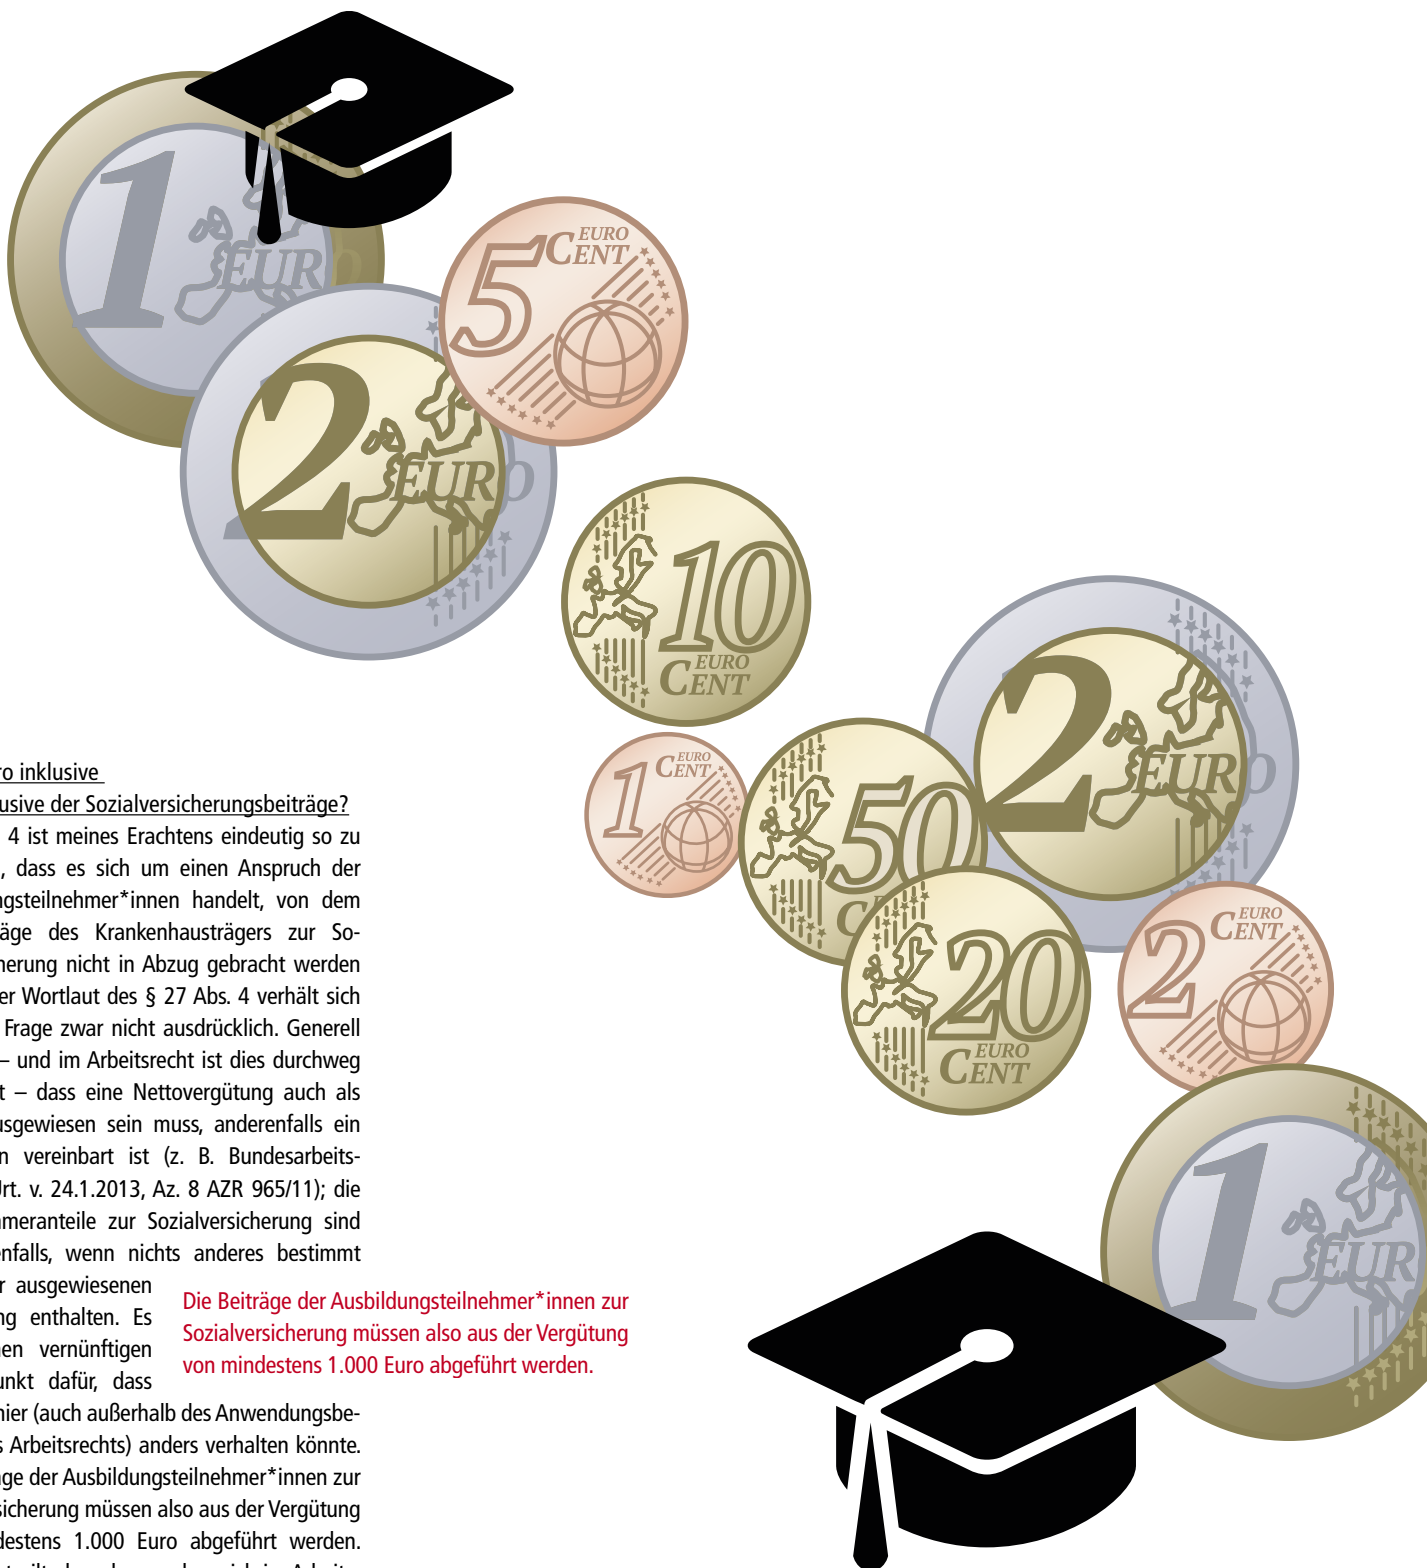 1 EURO
5 EURO CENT
2 EURO
10 EURO CENT
2 EURO
1 EURO CENT
50
20 EURO CENT
2 EURO CENT
1 EUR
ro inklusive
usive der Sozialversicherungsbeiträge?
4 ist meines Erachtens eindeutig so zu
, dass es sich um einen Anspruch der
ngsteilnehmer*innen handelt, von dem
äge des Krankenhausträgers zur So-
herung nicht in Abzug gebracht werden
er Wortlaut des § 27 Abs. 4 verhält sich
Frage zwar nicht ausdrücklich. Generell
– und im Arbeitsrecht ist dies durchweg
t – dass eine Nettovergütung auch als
usgewiesen sein muss, anderenfalls ein
n vereinbart ist (z. B. Bundesarbeits-
Urt. v. 24.1.2013, Az. 8 AZR 965/11); die
meranteile zur Sozialversicherung sind
enfalls, wenn nichts anderes bestimmt
r ausgewiesenen
ng enthalten. Es
nen vernünftigen
unkt dafür, dass
hier (auch außerhalb des Anwendungsbe-
s Arbeitsrechts) anders verhalten könnte.
äge der Ausbildungsteilnehmer*innen zur
sicherung müssen also aus der Vergütung
destens 1.000 Euro abgeführt werden.
Die Beiträge der Ausbildungsteilnehmer*innen zur
Sozialversicherung müssen also aus der Vergütung
von mindestens 1.000 Euro abgeführt werden.